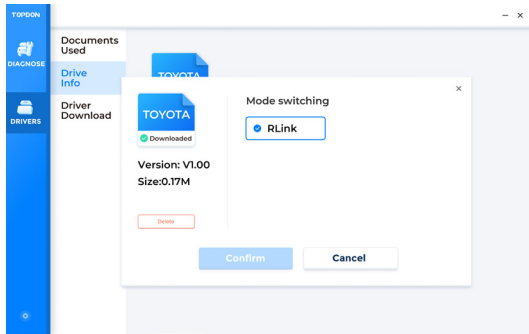 TOPDON
DIAGNOSE
DRIVERS
Documents
Used
Drive
Info
Driver
Download
TOYOTA
TOYOTA
Downloaded
Version: V1.00
Size:0.17M
Delete
Mode switching
RLink
Confirm
Cancel